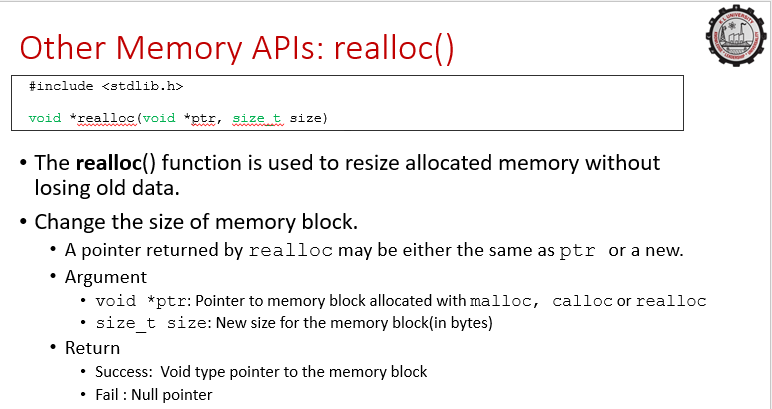 Other Memory APIs: realloc()
#include <stdlib.h>
void *realloc(void *ptr, size_t size)
• The realloc() function is used to resize allocated memory without
losing old data.
• Change the size of memory block.
• A pointer returned by realloc may be either the same as ptr or a new.
• Argument
• void *ptr: Pointer to memory block allocated with malloc, calloc or realloc
• size_t size: New size for the memory block(in bytes)
• Return
• Success: Void type pointer to the memory block
• Fail : Null pointer